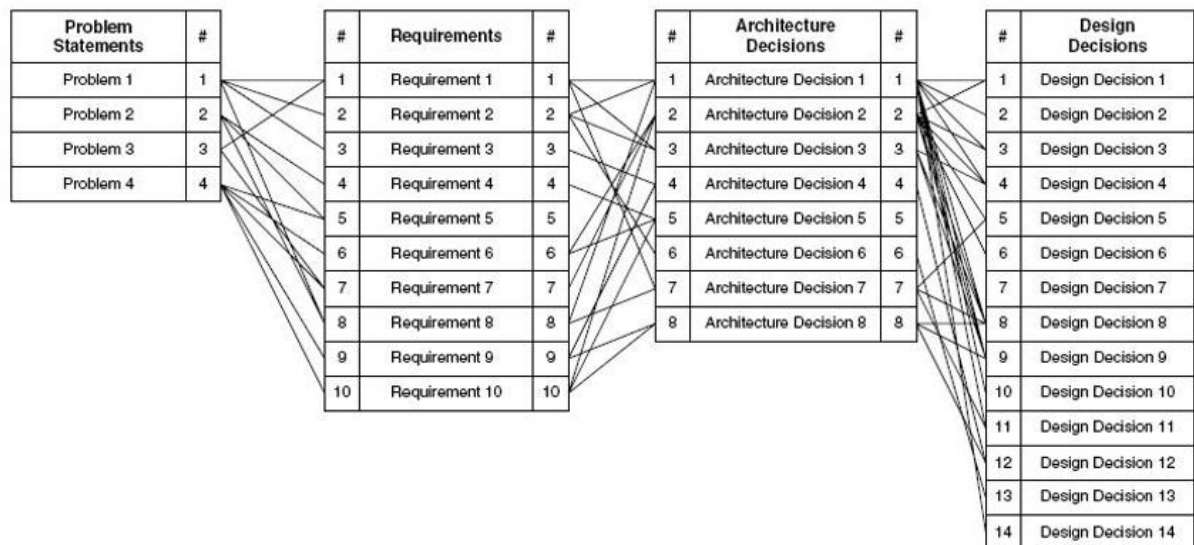 Problem Statements #
# Requirements #
# Architecture Decisions #
# Design Decisions
Problem 1 1
1 Requirement 1 1
1 Architecture Decision 1 1
1 Design Decision 1
Problem 2 2
2 Requirement 2 2
2 Architecture Decision 2 2
2 Design Decision 2
Problem 3 3
3 Requirement 3 3
3 Architecture Decision 3 3
3 Design Decision 3
Problem 4 4
4 Requirement 4 4
4 Architecture Decision 4 4
4 Design Decision 4
5 Requirement 5 5
5 Architecture Decision 5 5
5 Design Decision 5
6 Requirement 6 6
6 Architecture Decision 6 6
6 Design Decision 6
7 Requirement 7 7
7 Architecture Decision 7 7
7 Design Decision 7
8 Requirement 8 8
8 Architecture Decision 8 8
8 Design Decision 8
9 Requirement 9 9
9 Design Decision 9
10 Requirement 10 10
10 Design Decision 10
11 Design Decision 11
12 Design Decision 12
13 Design Decision 13
14 Design Decision 14